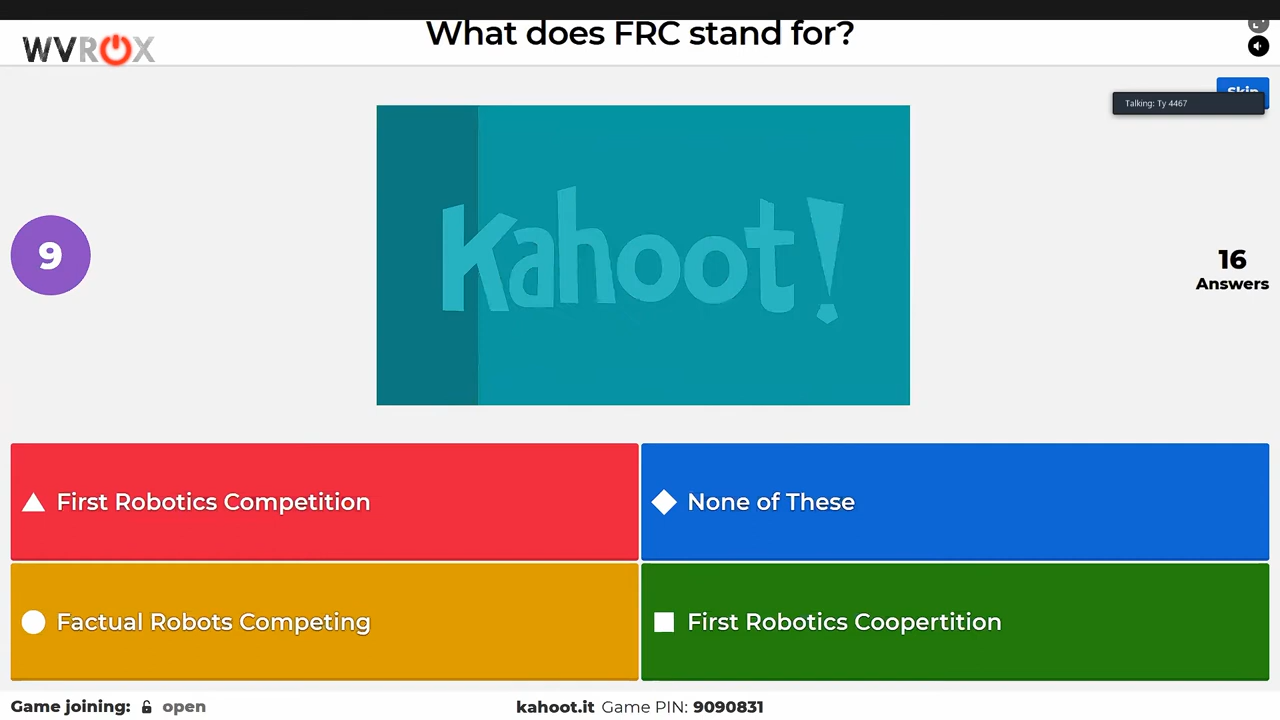 What does FRC stand for?
WVROX
Skip
Talking: Ty 4467
Kahoot!
9
16
Answers
First Robotics Competition
None of These
Factual Robots Competing
First Robotics Coopertition
Game joining: open
kahoot.it Game PIN: 9090831